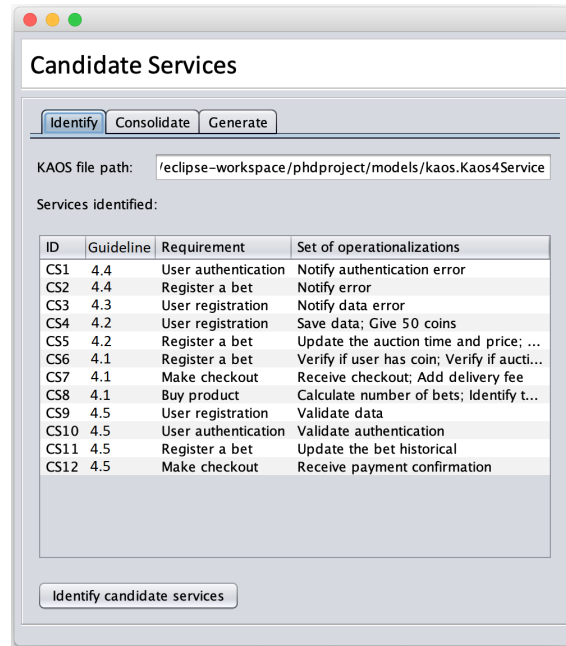 Candidate Services
Identify Consolidate Generate
KAOS file path: /eclipse-workspace/phdproject/models/kaos.Kaos4Service
Services identified:
ID Guideline Requirement Set of operationalizations
CS1 4.4 User authentication Notify authentication error
CS2 4.4 Register a bet Notify error
CS3 4.3 User registration Notify data error
CS4 4.2 User registration Save data; Give 50 coins
CS5 4.2 Register a bet Update the auction time and price; ...
CS6 4.1 Register a bet Verify if user has coin; Verify if aucti...
CS7 4.1 Make checkout Receive checkout; Add delivery fee
CS8 4.1 Buy product Calculate number of bets; Identify t...
CS9 4.5 User registration Validate data
CS10 4.5 User authentication Validate authentication
CS11 4.5 Register a bet Update the bet historical
CS12 4.5 Make checkout Receive payment confirmation
Identify candidate services